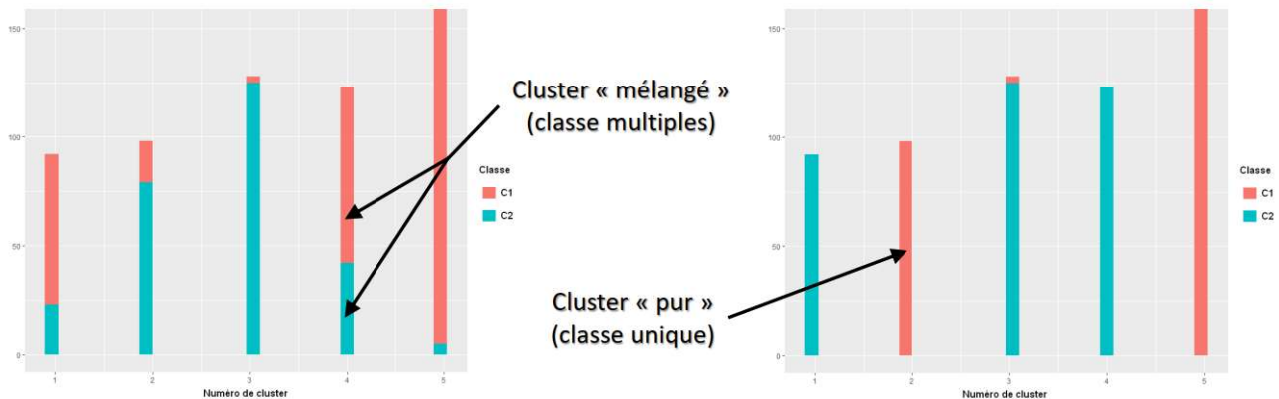 150
100
50
0
1 2 3 4 5
Numéro de cluster
Classe
C1
C2
Cluster « mélangé »
(classe multiples)
Cluster « pur »
(classe unique)
150
100
50
0
1 2 3 4 5
Numéro de cluster
Classe
C1
C2